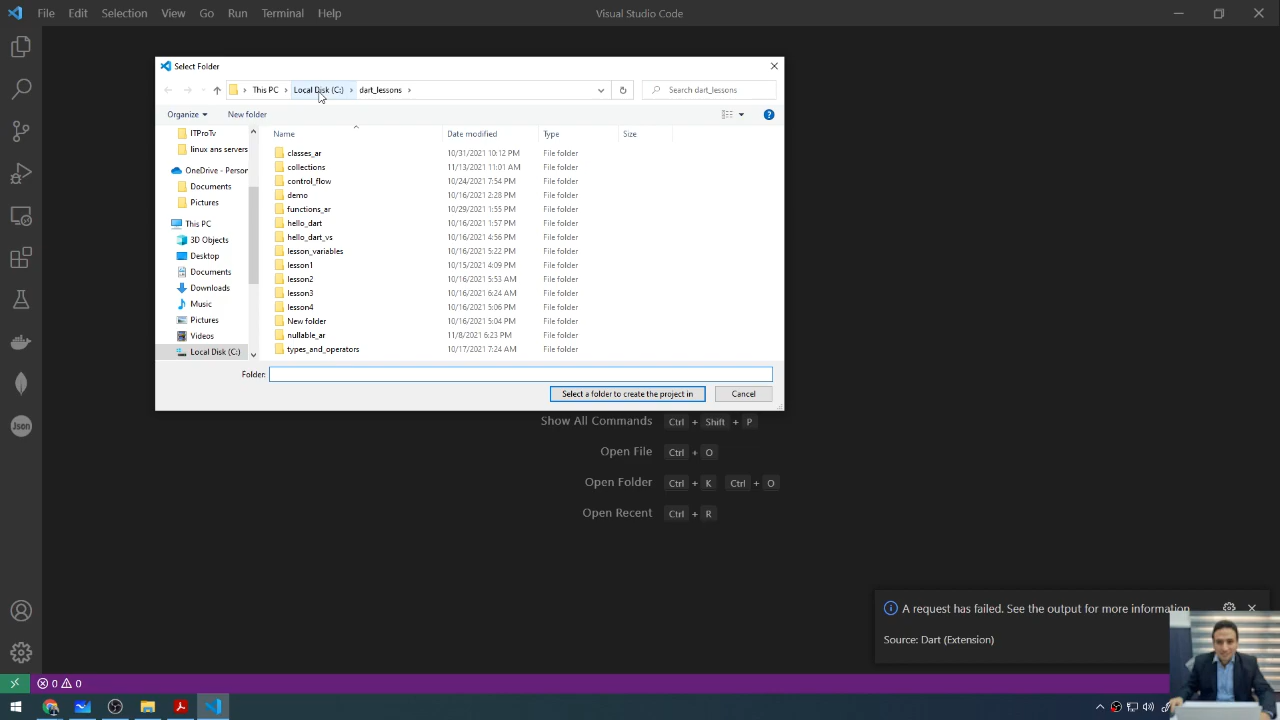 File Edit Selection View Go Run Terminal Help Visual Studio Code
Select Folder
This PC Local Disk (C:) dart_lessons Search dart_lessons
Organize New folder
Name Date modified Type Size
ITProTv
linux ans servers
OneDrive - Person
Documents
Pictures
This PC
3D Objects
Desktop
Documents
Downloads
Music
Pictures
Videos
Local Disk (C:)
classes_ar 10/31/2021 10:12 PM File folder
collections 11/13/2021 11:01 AM File folder
control_flow 10/24/2021 7:54 PM File folder
demo 10/16/2021 2:28 PM File folder
functions_ar 10/29/2021 1:55 PM File folder
hello_dart 10/16/2021 1:57 PM File folder
hello_dart_vs 10/16/2021 4:56 PM File folder
lesson_variables 10/16/2021 5:22 PM File folder
lesson1 10/15/2021 4:09 PM File folder
lesson2 10/16/2021 5:53 AM File folder
lesson3 10/16/2021 6:24 AM File folder
lesson4 10/16/2021 5:06 PM File folder
New folder 10/16/2021 5:04 PM File folder
nullable_ar 11/8/2021 6:23 PM File folder
types_and_operators 10/17/2021 7:24 AM File folder
Folder:
Select a folder to create the project in Cancel
Show All Commands Ctrl + Shift + P
Open File Ctrl + O
Open Folder Ctrl + K Ctrl + O
Open Recent Ctrl + R
A request has failed. See the output for more information
Source: Dart (Extension)
Json
0 0